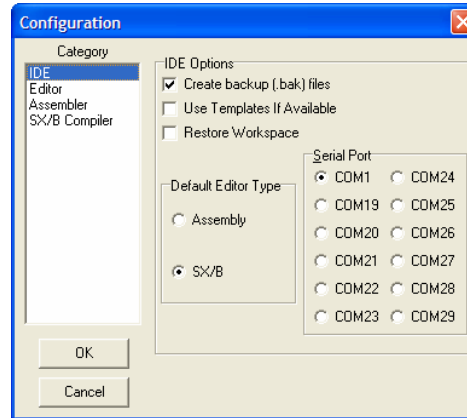 Configuration
Category
IDE
Editor
Assembler
SX/B Compiler
OK
Cancel
IDE Options
Create backup (.bak) files
Use Templates If Available
Restore Workspace
Default Editor Type
Assembly
SX/B
Serial Port
COM1 COM24
COM19 COM25
COM20 COM26
COM21 COM27
COM22 COM28
COM23 COM29